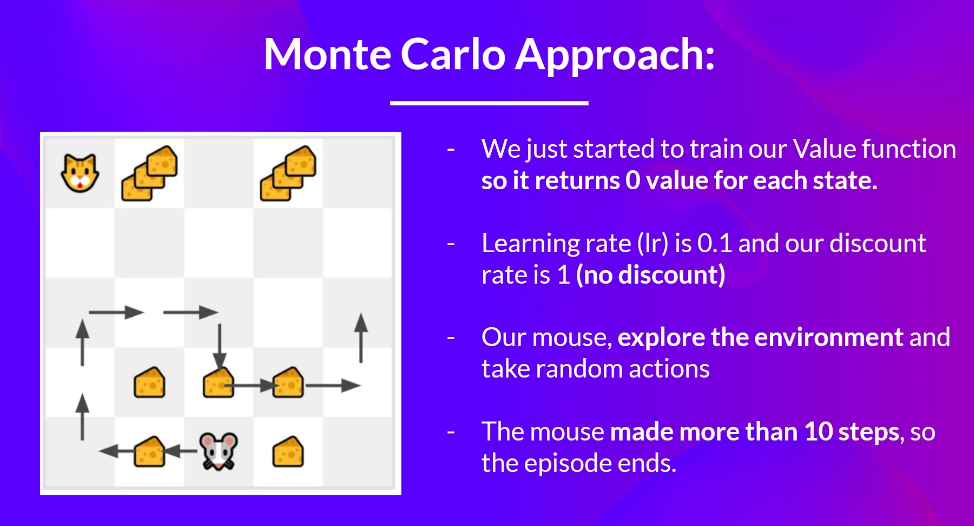 Monte Carlo Approach:
- We just started to train our Value function
so it returns 0 value for each state.
- Learning rate (lr) is 0.1 and our discount
rate is 1 (no discount)
- Our mouse, explore the environment and
take random actions
- The mouse made more than 10 steps, so
the episode ends.